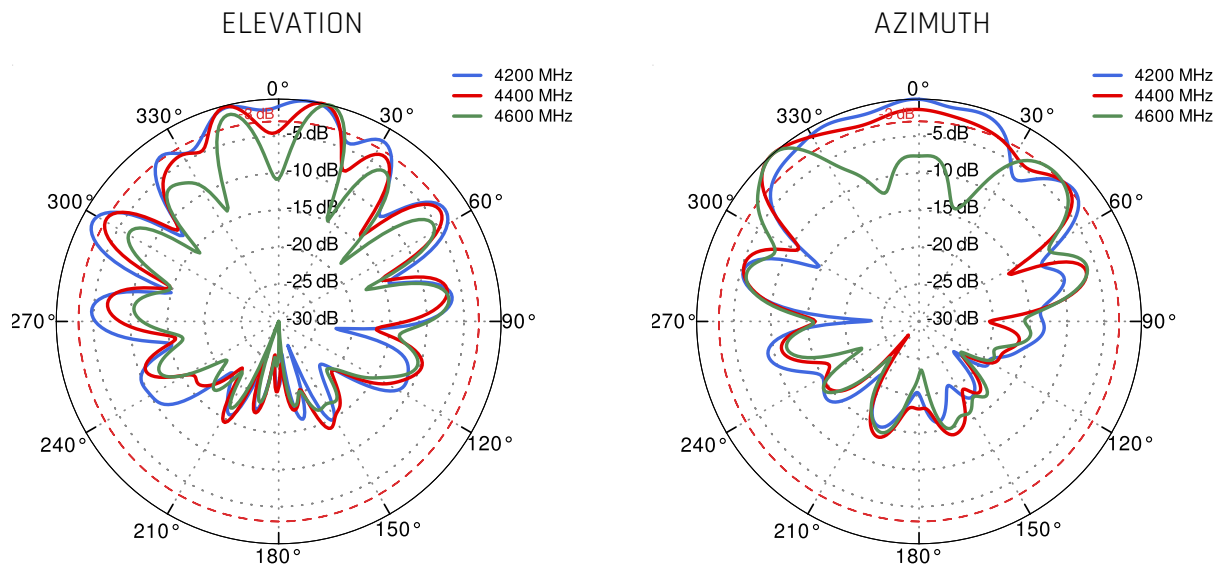 ELEVATION
4200 MHz
4400 MHz
4600 MHz
0°
30°
60°
90°
120°
150°
180°
210°
240°
270°
300°
330°
-3 dB
-5 dB
-10 dB
-15 dB
-20 dB
-25 dB
-30 dB
AZIMUTH
4200 MHz
4400 MHz
4600 MHz
0°
30°
60°
90°
120°
150°
180°
210°
240°
270°
300°
330°
-3 dB
-5 dB
-10 dB
-15 dB
-20 dB
-25 dB
-30 dB